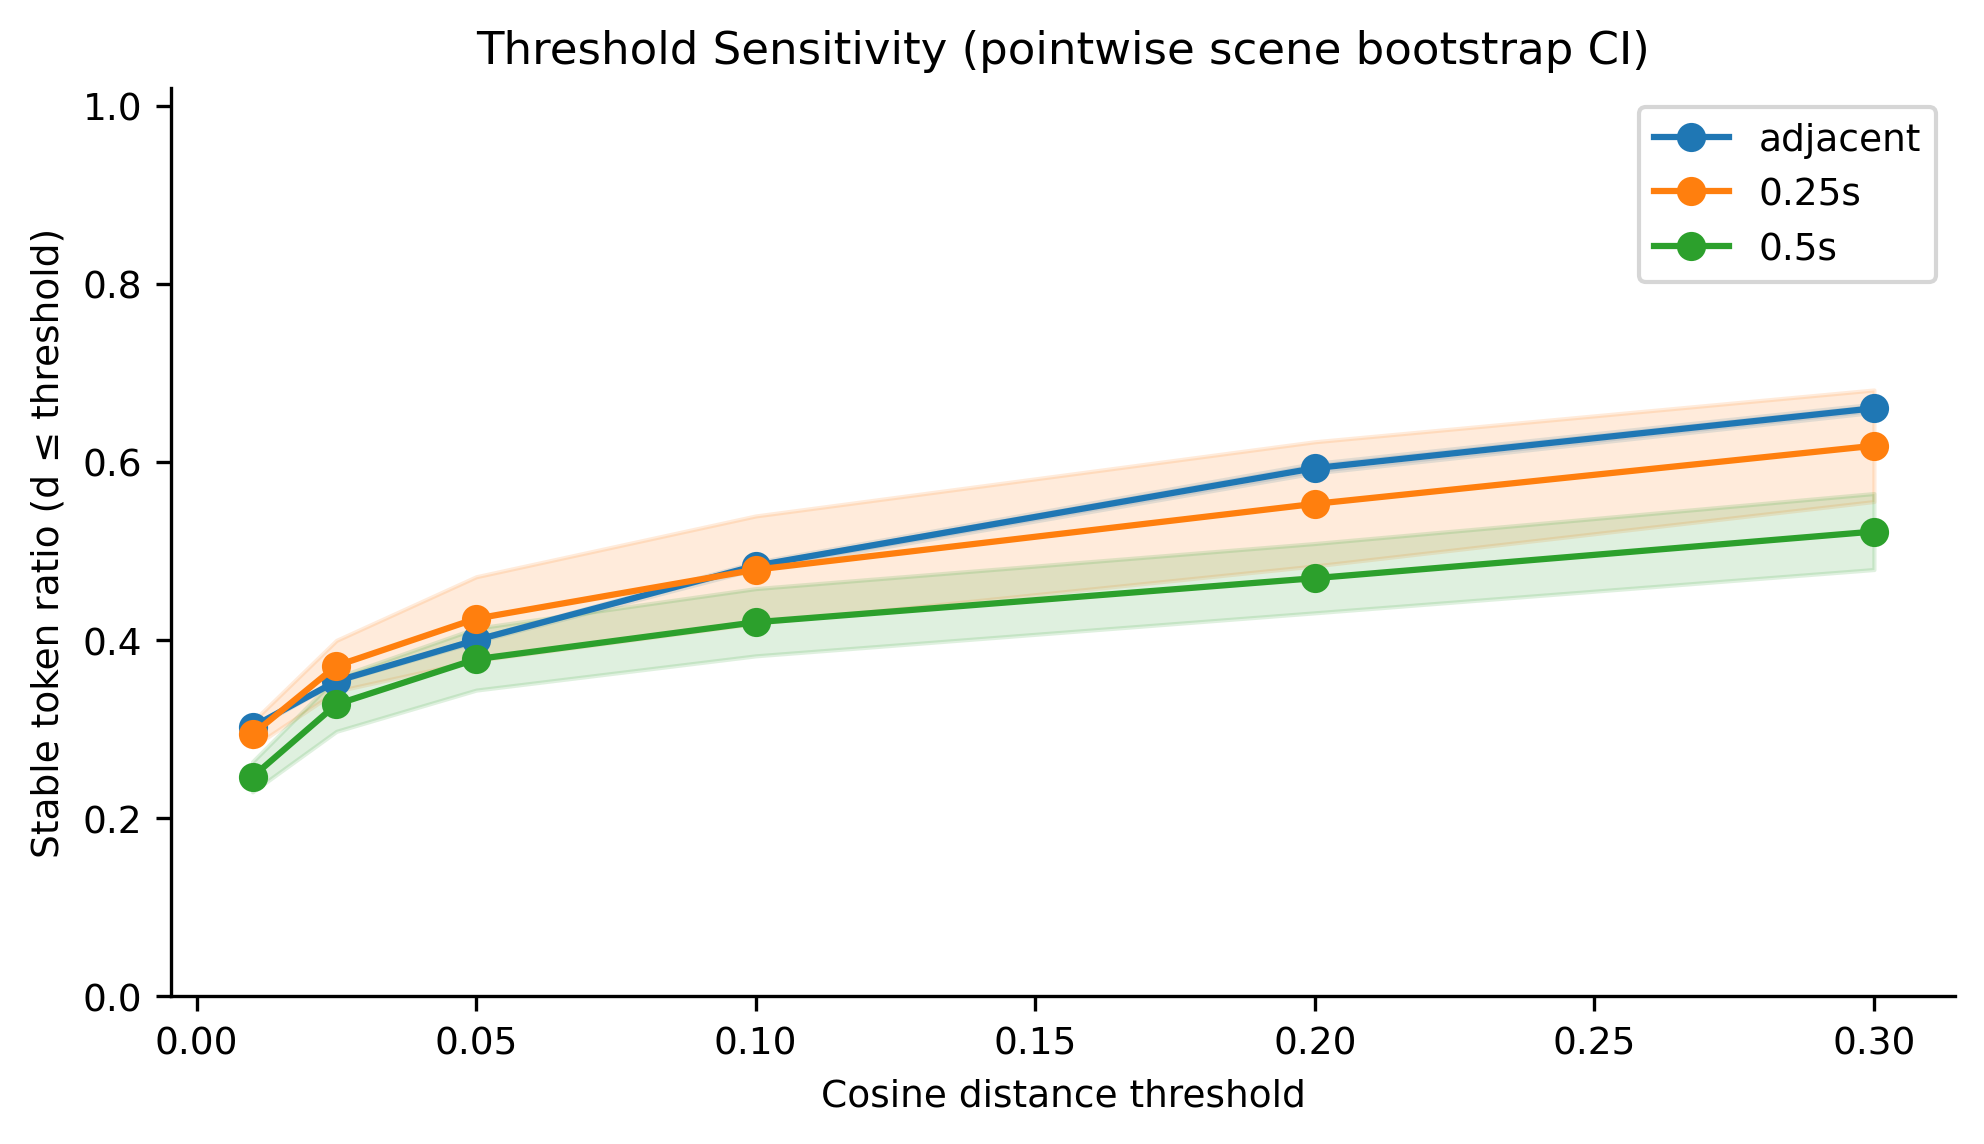 Threshold Sensitivity (pointwise scene bootstrap CI)
adjacent
0.25s
0.5s
Stable token ratio (d ≤ threshold)
1.0
0.8
0.6
0.4
0.2
0.0
0.00 0.05 0.10 0.15 0.20 0.25 0.30
Cosine distance threshold